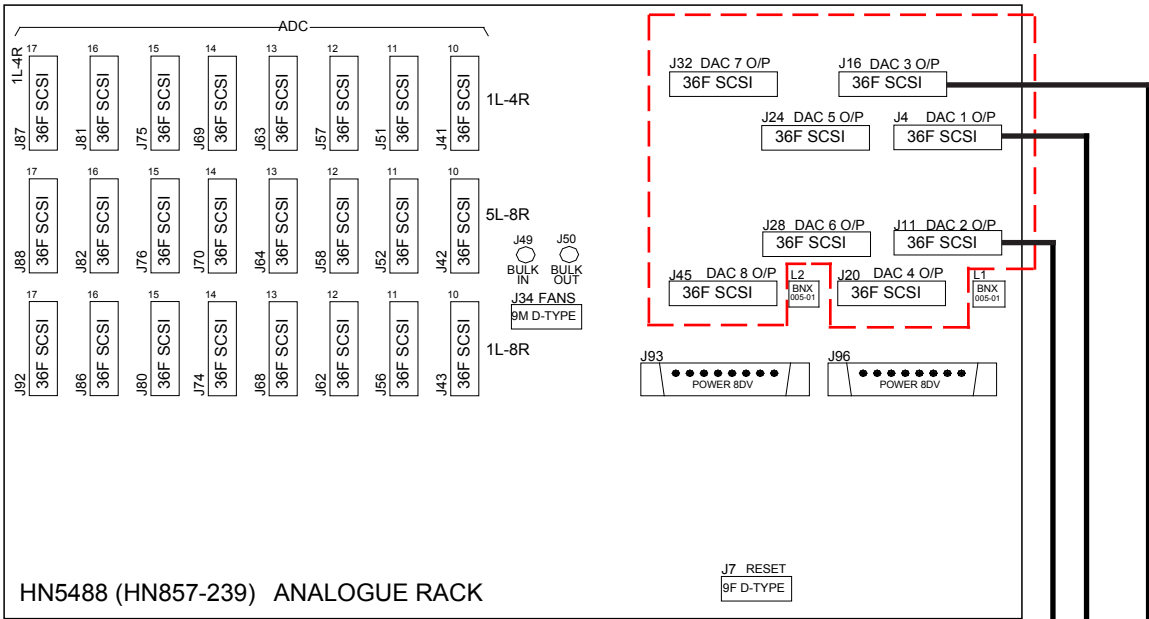 ADC
1L-4R
17 16 15 14 13 12 11 10
J87 36F SCSI J81 36F SCSI J75 36F SCSI J69 36F SCSI J63 36F SCSI J57 36F SCSI J51 36F SCSI J41 36F SCSI
1L-4R
17 16 15 14 13 12 11 10
J88 36F SCSI J82 36F SCSI J76 36F SCSI J70 36F SCSI J64 36F SCSI J58 36F SCSI J52 36F SCSI J42 36F SCSI
5L-8R
17 16 15 14 13 12 11 10
J92 36F SCSI J86 36F SCSI J80 36F SCSI J74 36F SCSI J68 36F SCSI J62 36F SCSI J56 36F SCSI J43 36F SCSI
1L-8R
J49 J50
BULK IN
BULK OUT
J34 FANS
9M D-TYPE
J32 DAC 7 O/P
36F SCSI
J16 DAC 3 O/P
36F SCSI
J24 DAC 5 O/P
36F SCSI
J4 DAC 1 O/P
36F SCSI
J28 DAC 6 O/P
36F SCSI
J11 DAC 2 O/P
36F SCSI
J45 DAC 8 O/P
36F SCSI
L2
BNX
005-01
J20 DAC 4 O/P
36F SCSI
L1
BNX
005-01
J93
POWER 8DV
J96
POWER 8DV
J7 RESET
9F D-TYPE
HN5488 (HN857-239) ANALOGUE RACK